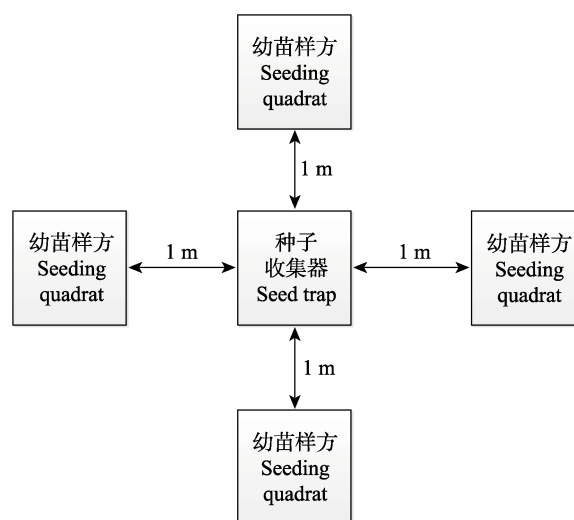 幼苗样方
Seeding
quadrat
1 m
幼苗样方
Seeding
quadrat
1 m
种子
收集器
Seed trap
1 m
幼苗样方
Seeding
quadrat
1 m
幼苗样方
Seeding
quadrat